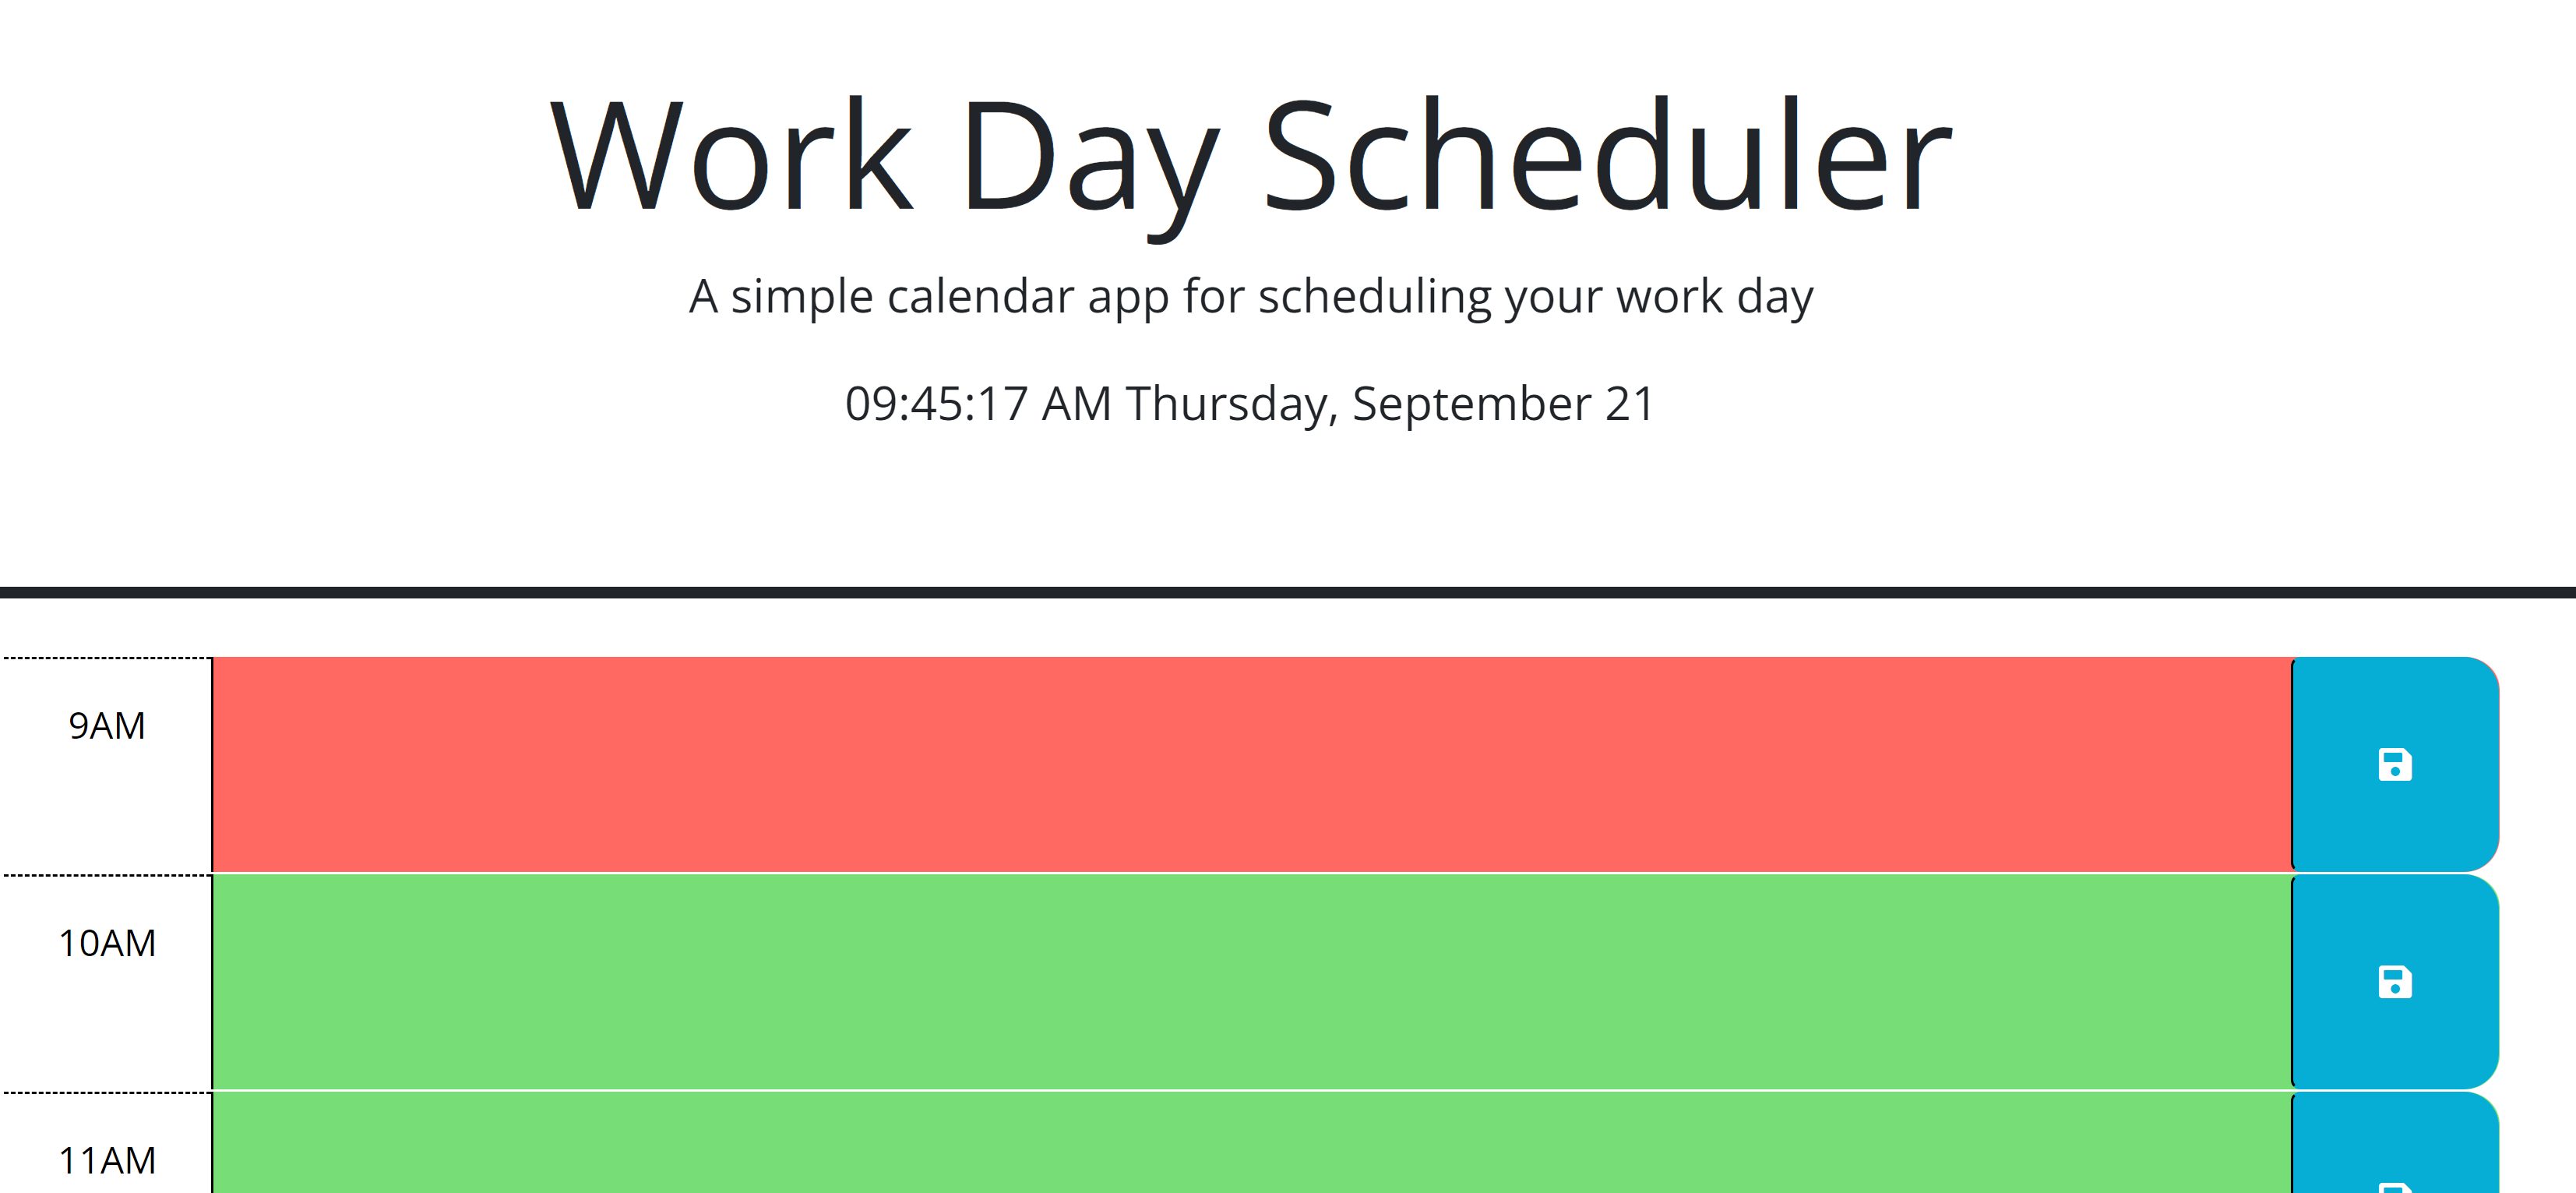 Work Day Scheduler
A simple calendar app for scheduling your work day
09:45:17 AM Thursday, September 21
9AM
10AM
11AM